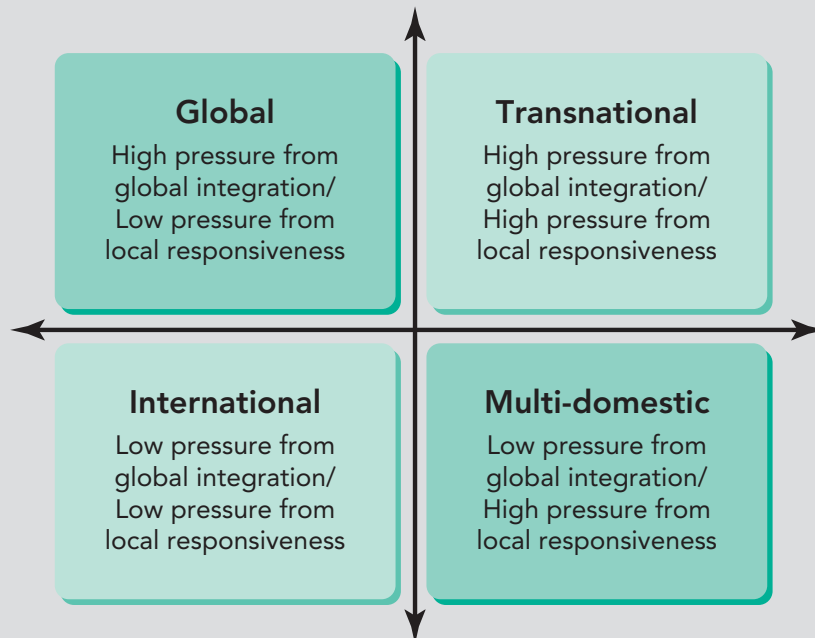 Global
High pressure from
global integration/
Low pressure from
local responsiveness
Transnational
High pressure from
global integration/
High pressure from
local responsiveness
International
Low pressure from
global integration/
Low pressure from
local responsiveness
Multi-domestic
Low pressure from
global integration/
High pressure from
local responsiveness